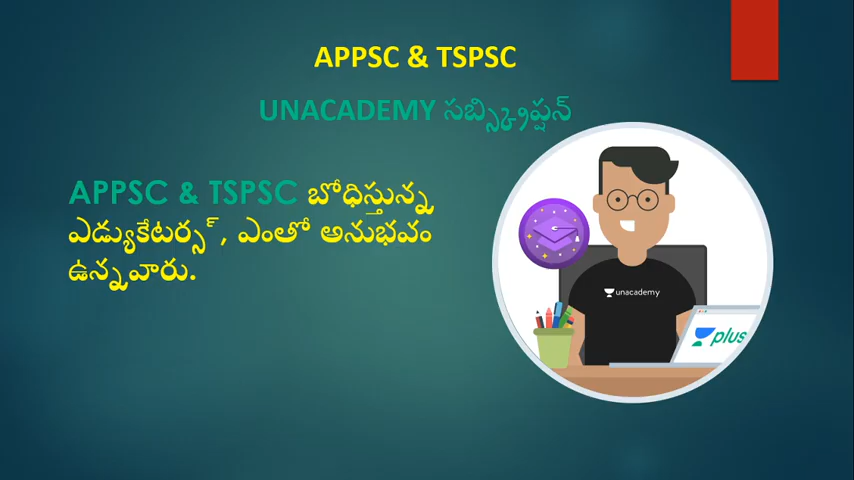 APPSC & TSPSC
UNACADEMY సబ్స్క్రిప్షన్
APPSC & TSPSC బోధిస్తున్న
ఎడ్యుకేటర్స్, ఎంతో అనుభవం
ఉన్నవారు.
unacademy
plus